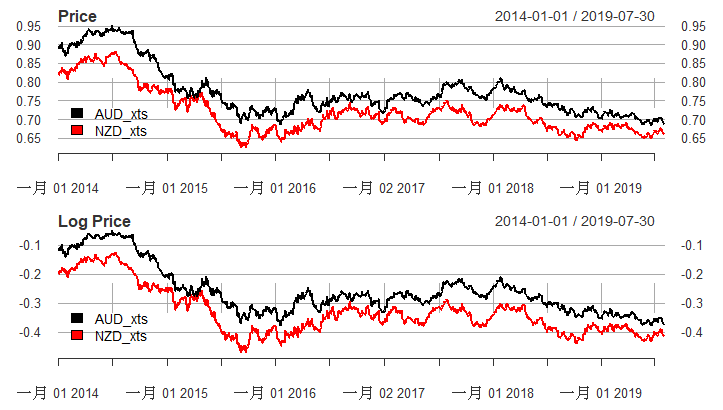 Price 2014-01-01 / 2019-07-30
0.95 0.95
0.90 0.90
0.85 0.85
0.80 0.80
0.75 0.75
0.70 0.70
0.65 0.65
AUD_xts
NZD_xts
一月 01 2014 一月 01 2015 一月 01 2016 一月 02 2017 一月 01 2018 一月 01 2019
Log Price 2014-01-01 / 2019-07-30
-0.1 -0.1
-0.2 -0.2
-0.3 -0.3
-0.4 -0.4
AUD_xts
NZD_xts
一月 01 2014 一月 01 2015 一月 01 2016 一月 02 2017 一月 01 2018 一月 01 2019